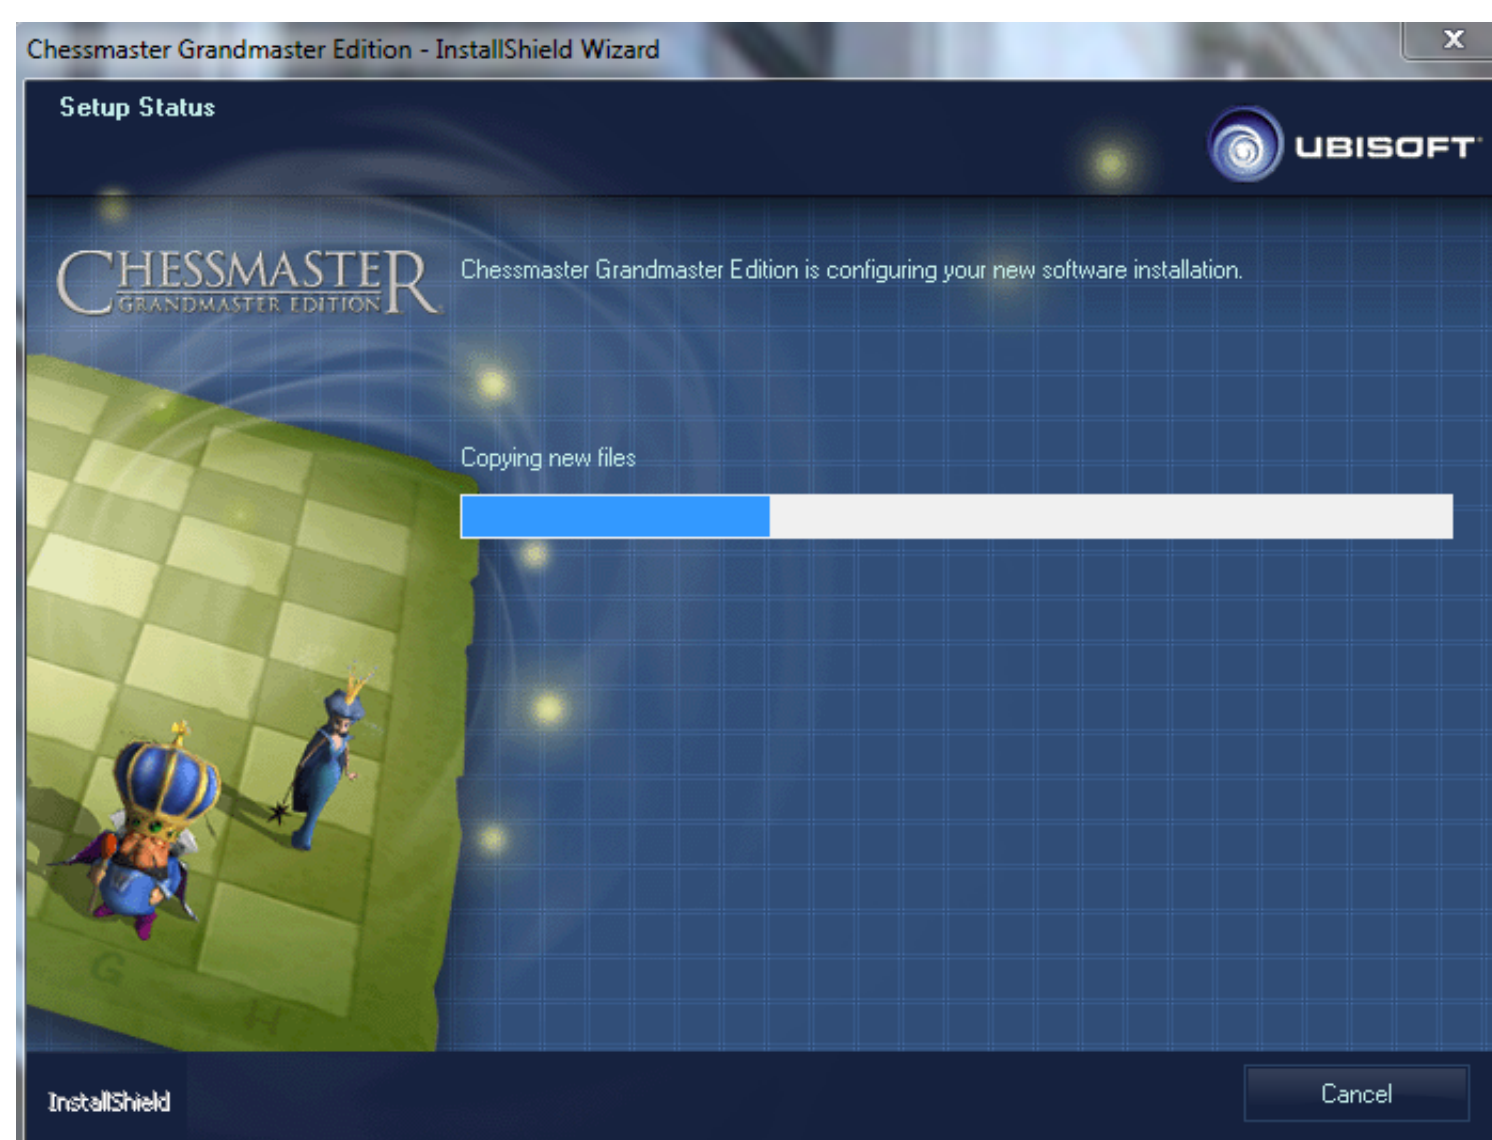 Chessmaster Grandmaster Edition - InstallShield Wizard
X
Setup Status
UBISOFT
CHESSMASTER
GRANDMASTER EDITION
Chessmaster Grandmaster Edition is configuring your new software installation.
Copying new files
G
H
InstallShield
Cancel